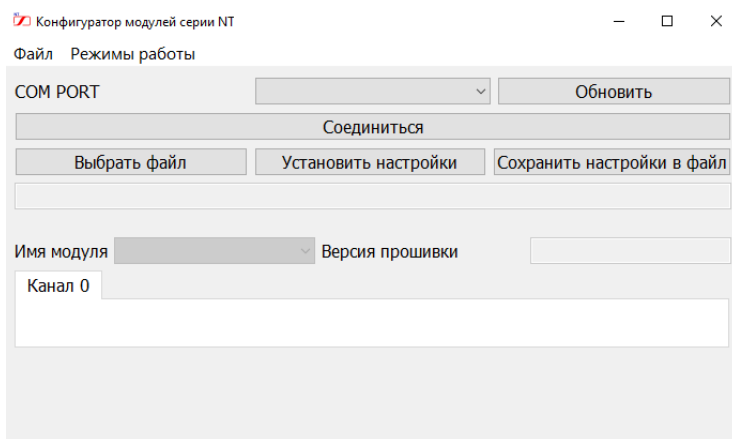 Конфигуратор модулей серии NT
Файл Режимы работы
COM PORT Обновить
Соединиться
Выбрать файл Установить настройки Сохранить настройки в файл
Имя модуля Версия прошивки
Канал 0